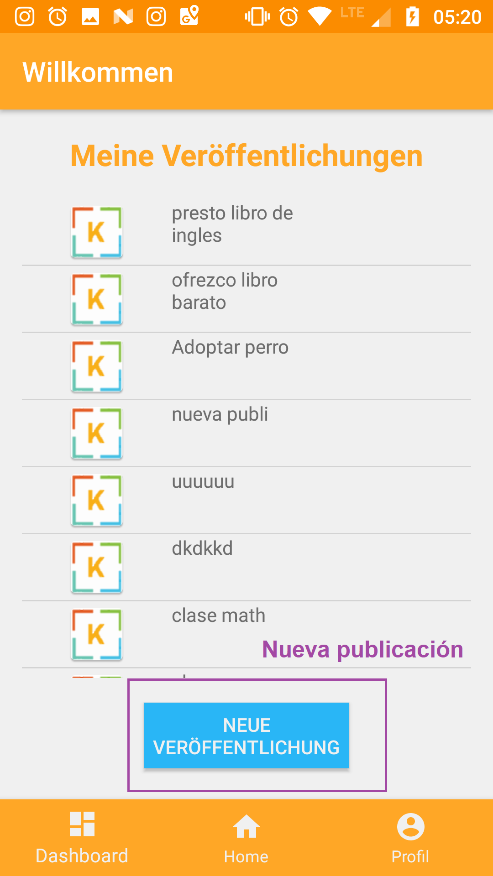 LTE 05:20
Willkommen
Meine Veröffentlichungen
K
presto libro de
ingles
K
ofrezco libro
barato
K
Adoptar perro
K
nueva publi
K
uuuuuu
K
dkdkkd
K
clase math
Nueva publicación
NEUE
VERÖFFENTLICHUNG
Dashboard
Home
Profil